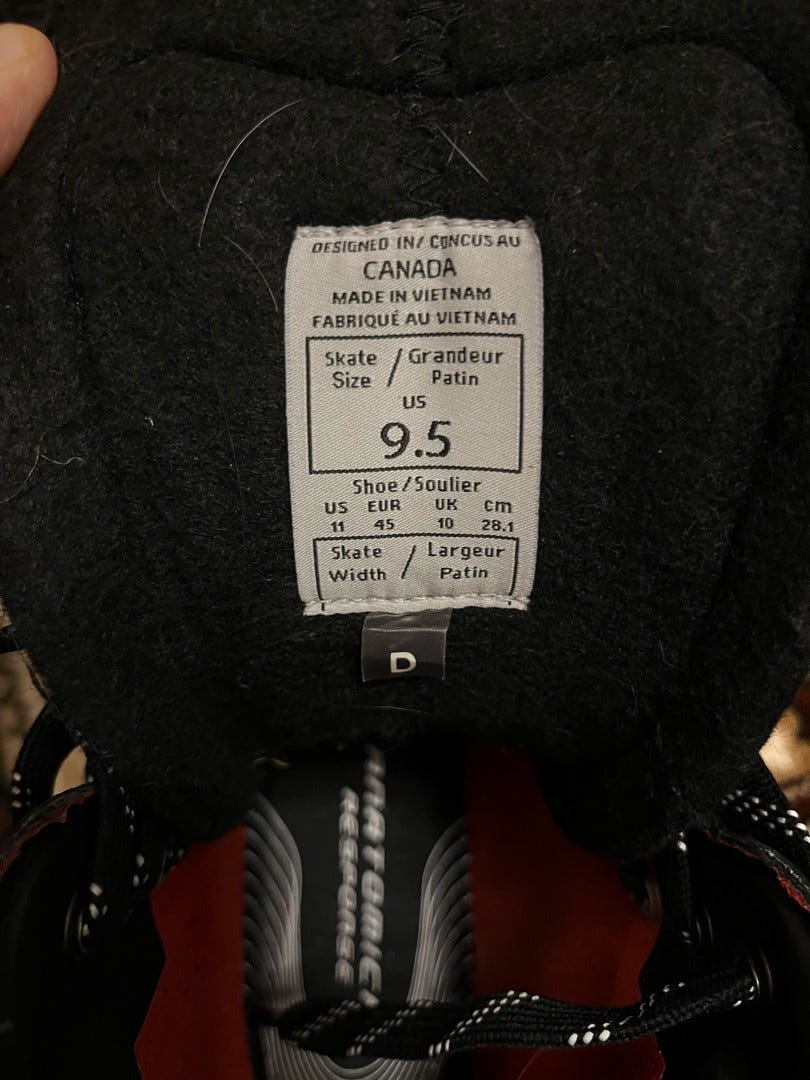 DESIGNED IN/ CONCUS AU
CANADA
MADE IN VIETNAM
FABRIQUÉ AU VIETNAM
Skate / Grandeur
Size Patin
US
9.5
Shoe/Soulier
US EUR UK cm
11 45 10 28.1
Skate / Largeur
Width Patin
D
RESPONSE